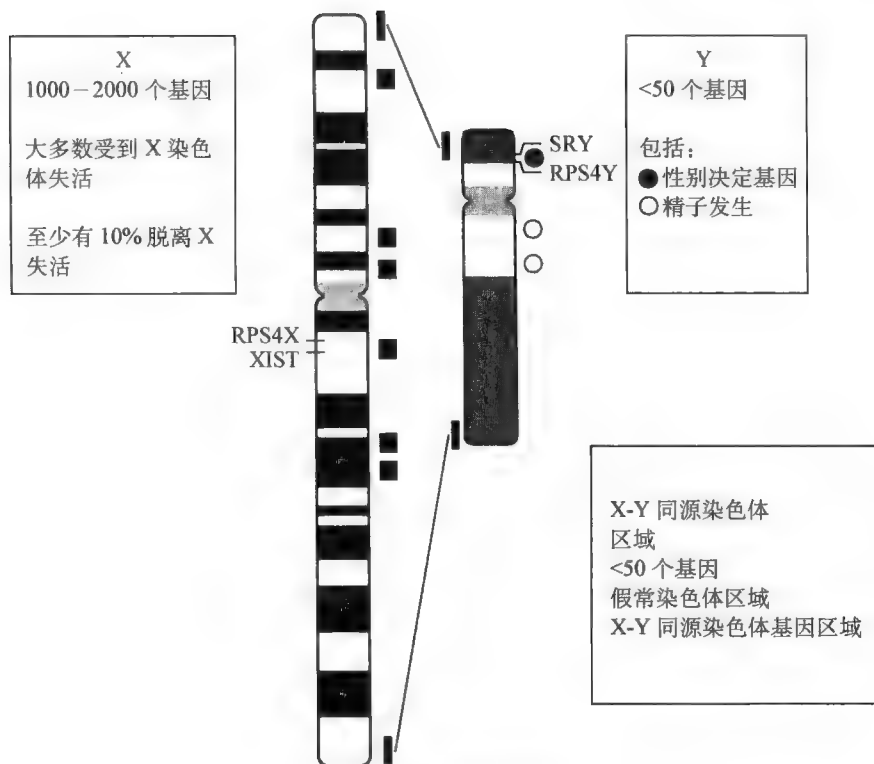 X
1000－2000 个基因
大多数受到 X 染色
体失活
至少有 10% 脱离 X
失活
RPS4X
XIST
SRY
RPS4Y
Y
<50 个基因
包括：
●性别决定基因
○精子发生
X-Y 同源染色体
区域
<50 个基因
假常染色体区域
X-Y 同源染色体基因区域